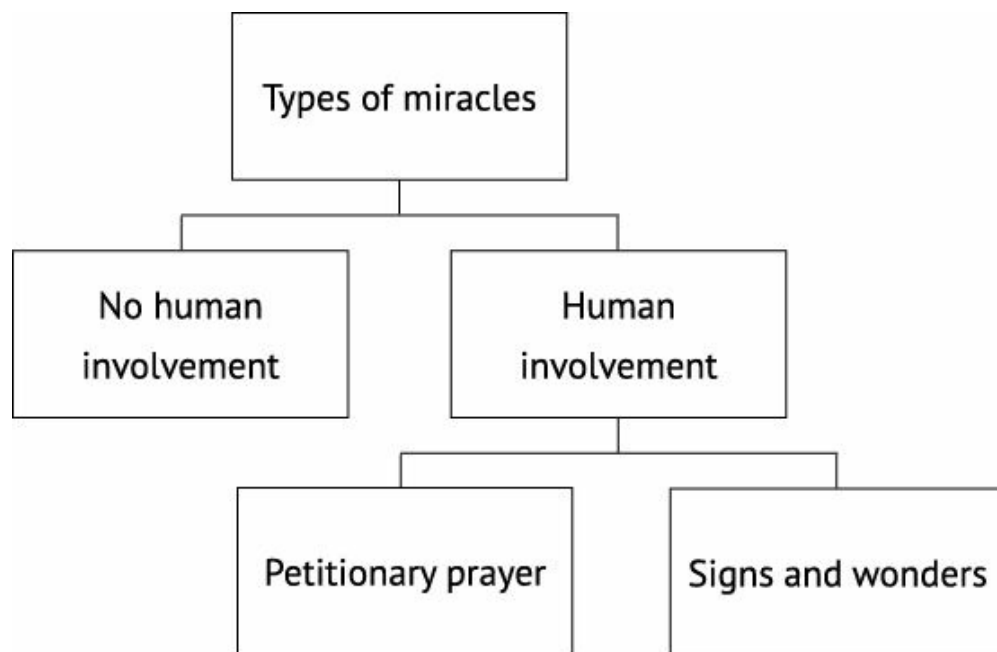 Types of miracles
No human
involvement
Human
involvement
Petitionary prayer
Signs and wonders